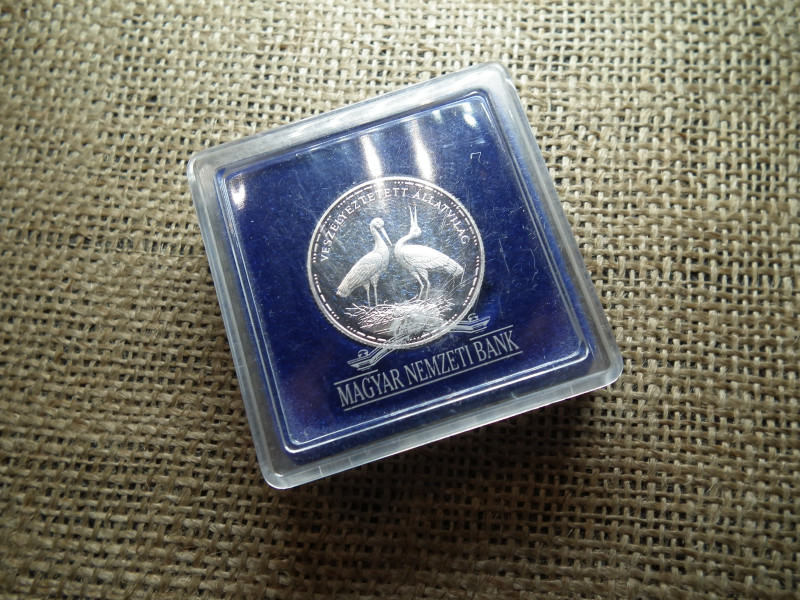 VESZÉLYEZTETETT ÁLLATVILÁG
MAGYAR NEMZETI BANK